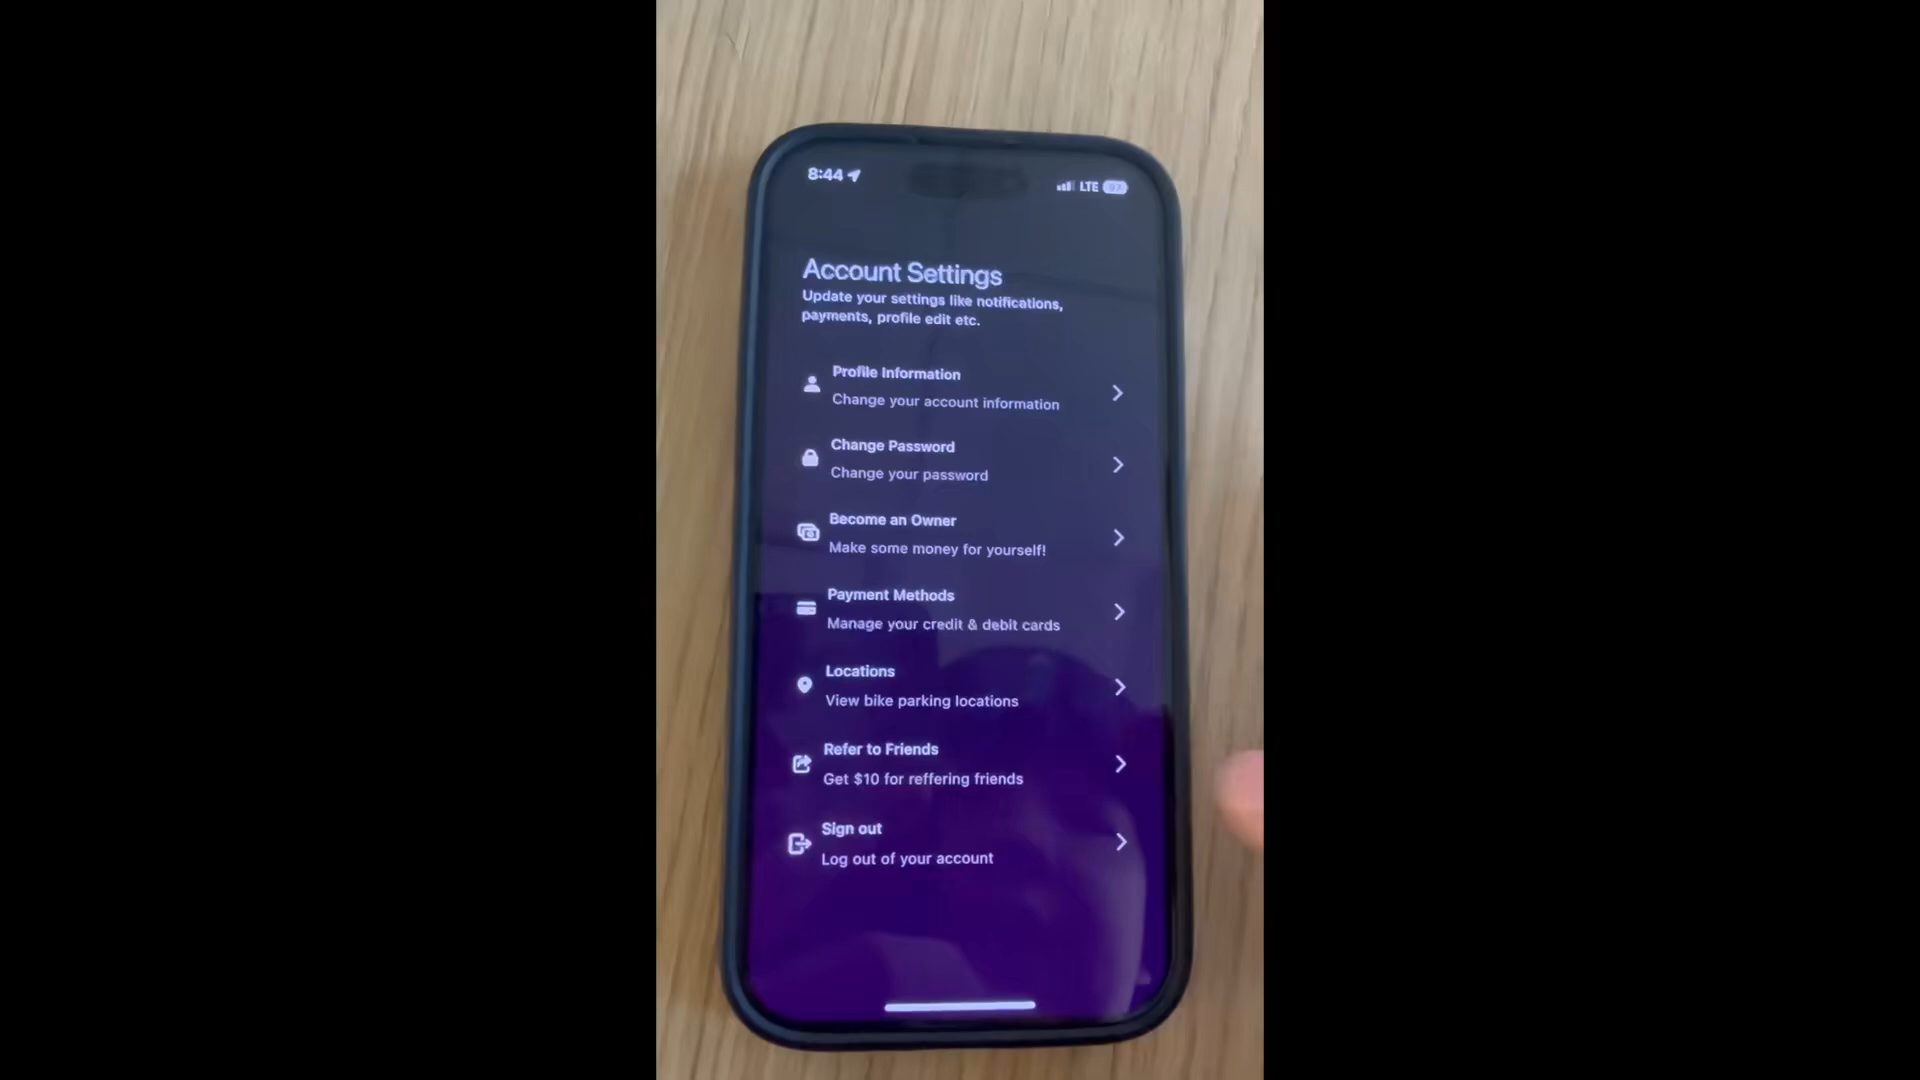 8:44
LTE
Account Settings
Update your settings like notifications,
payments, profile edit etc.
Profile Information
Change your account information
Change Password
Change your password
Become an Owner
Make some money for yourself!
Payment Methods
Manage your credit & debit cards
Locations
View bike parking locations
Refer to Friends
Get $10 for reffering friends
Sign out
Log out of your account